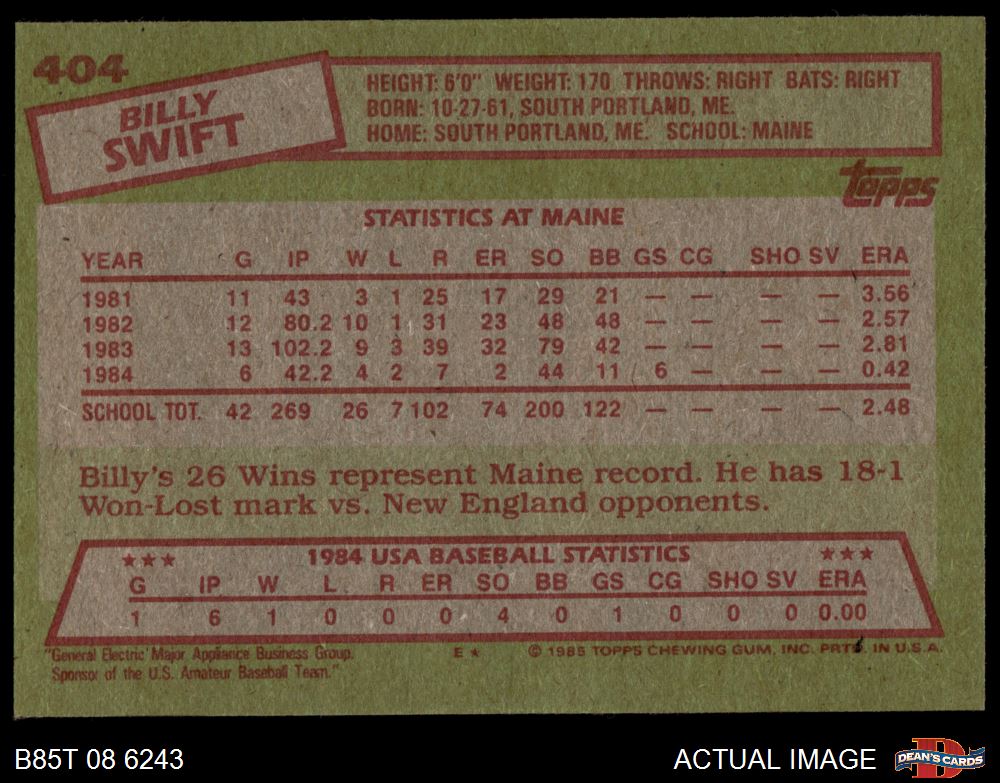 404
BILLY
SWIFT
HEIGHT: 6'0" WEIGHT: 170 THROWS: RIGHT BATS: RIGHT
BORN: 10-27-61, SOUTH PORTLAND, ME.
HOME: SOUTH PORTLAND, ME. SCHOOL: MAINE
topps
STATISTICS AT MAINE
YEAR G IP W L R ER SO BB GS CG SHO SV ERA
1981 11 43 3 1 25 17 29 21 — — — — 3.56
1982 12 80.2 10 1 31 23 48 48 — — — — 2.57
1983 13 102.2 9 3 39 32 79 42 — — — — 2.81
1984 6 42.2 4 2 7 2 44 11 6 — — — 0.42
SCHOOL TOT. 42 269 26 7 102 74 200 122 — — — — 2.48
Billy's 26 Wins represent Maine record. He has 18-1
Won-Lost mark vs. New England opponents.
★★★ 1984 USA BASEBALL STATISTICS ★★★
G IP W L R ER SO BB GS CG SHO SV ERA
1 6 1 0 0 0 4 0 1 0 0 0 0.00
"General Electric' Major Appliance Business Group.
Sponsor of the U.S. Amateur Baseball Team."
E ★ © 1985 TOPPS CHEWING GUM, INC. PRTD. IN U.S.A.
B85T 08 6243
ACTUAL IMAGE
D
DEAN'S CARDS